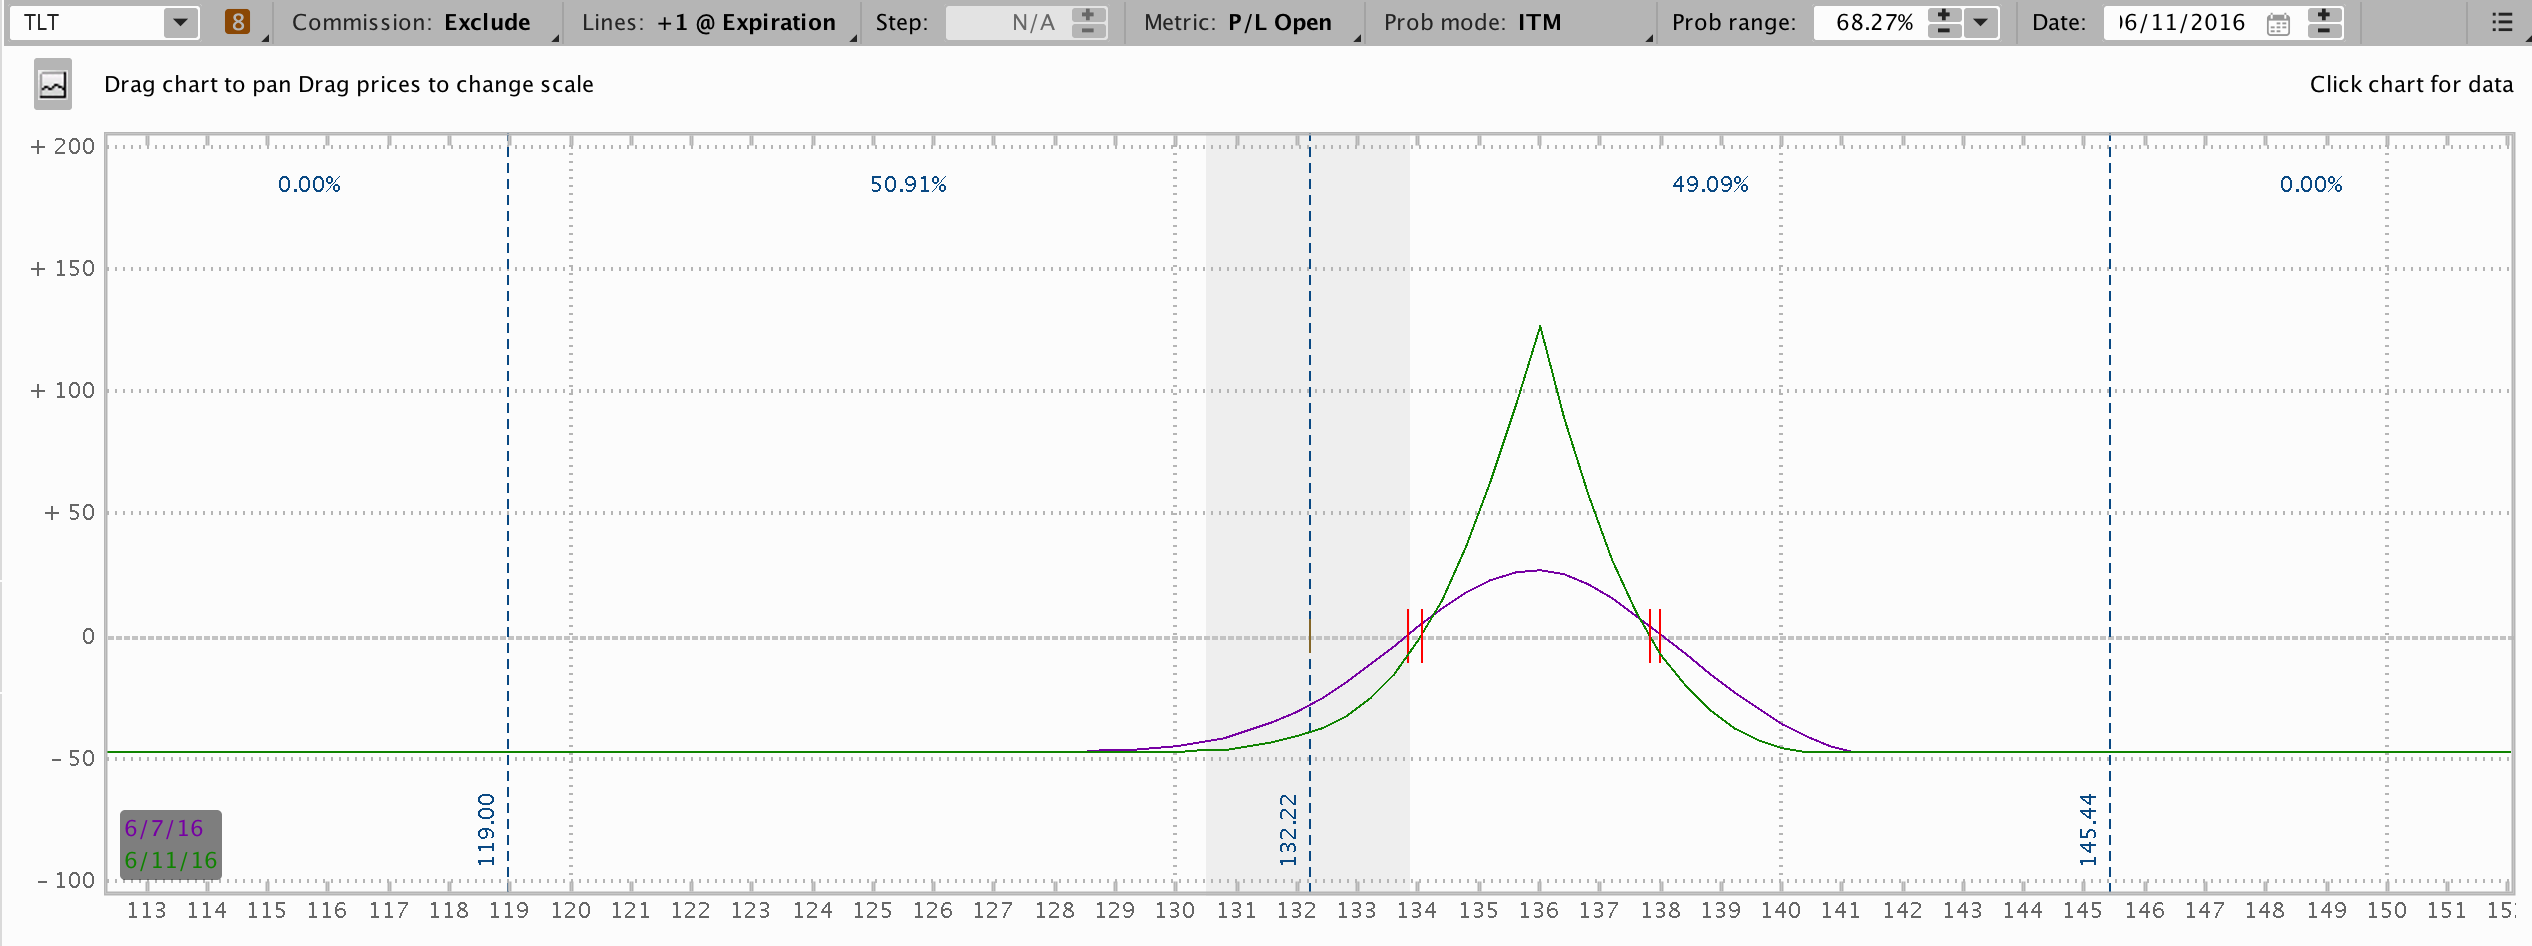 TLT 8 Commission: Exclude Lines: +1 @ Expiration Step: N/A Metric: P/L Open Prob mode: ITM Prob range: 68.27% Date: 06/11/2016
Drag chart to pan Drag prices to change scale Click chart for data
+ 200
0.00% 50.91% 49.09% 0.00%
+ 150
+ 100
+ 50
0
- 50
119.00 132.22 145.44
6/7/16
6/11/16
- 100
113 114 115 116 117 118 119 120 121 122 123 124 125 126 127 128 129 130 131 132 133 134 135 136 137 138 139 140 141 142 143 144 145 146 147 148 149 150 151